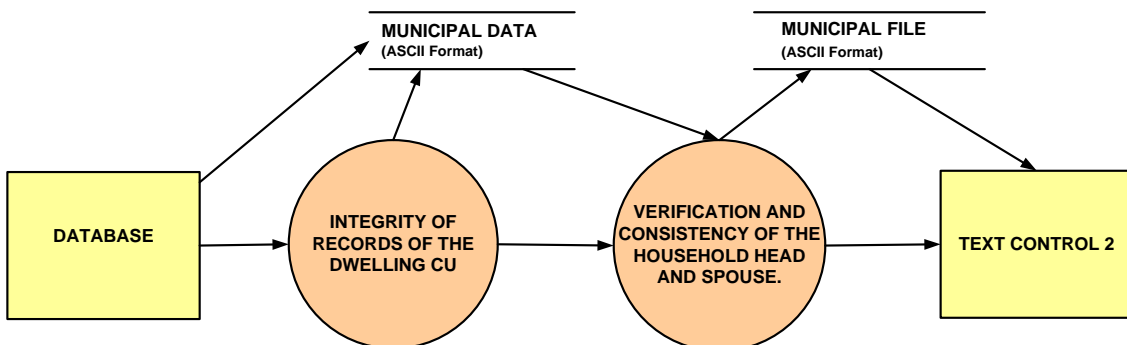 MUNICIPAL DATA
(ASCII Format)
MUNICIPAL FILE
(ASCII Format)
DATABASE
INTEGRITY OF
RECORDS OF THE
DWELLING CU
VERIFICATION AND
CONSISTENCY OF THE
HOUSEHOLD HEAD
AND SPOUSE.
TEXT CONTROL 2